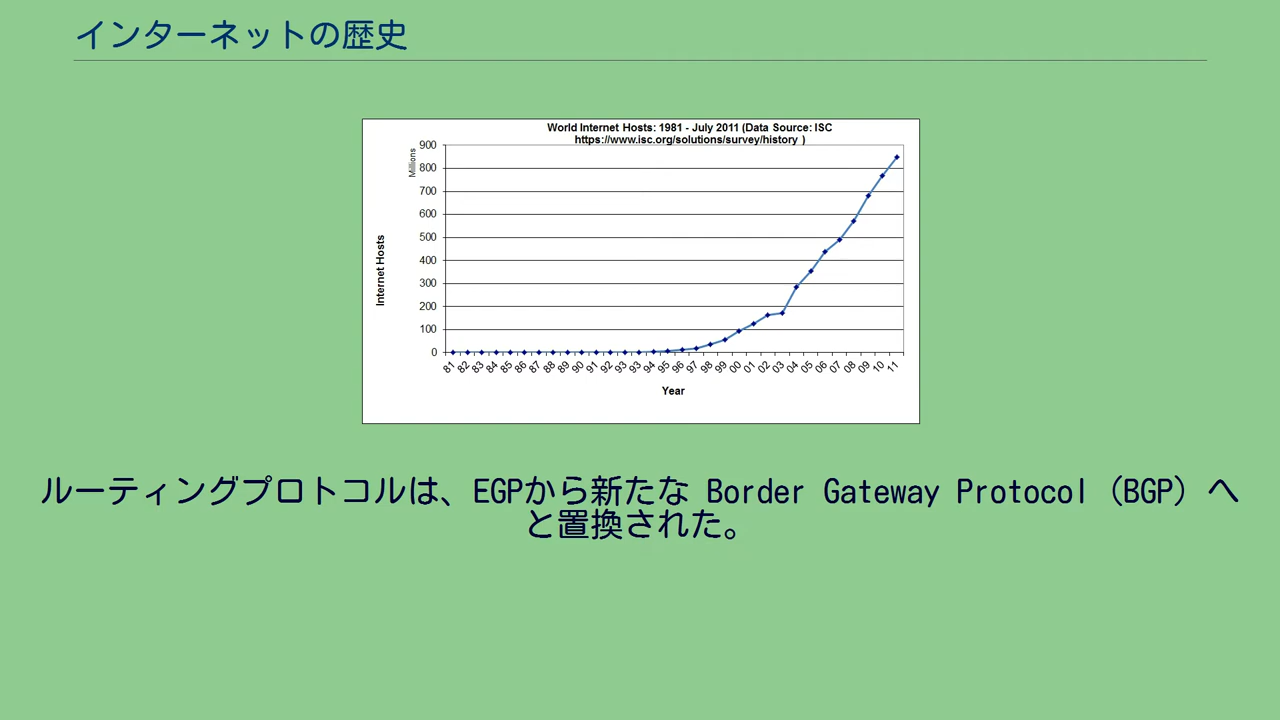 インターネットの歴史
World Internet Hosts: 1981 - July 2011 (Data Source: ISC
https://www.isc.org/solutions/survey/history )
Millions
Internet Hosts
900
800
700
600
500
400
300
200
100
0
81 82 83 84 85 86 87 88 89 90 91 92 93 93 94 95 96 97 98 99 00 01 02 03 04 05 06 07 08 09 10 11
Year
ルーティングプロトコルは、EGPから新たな Border Gateway Protocol（BGP）へ
と置換された。